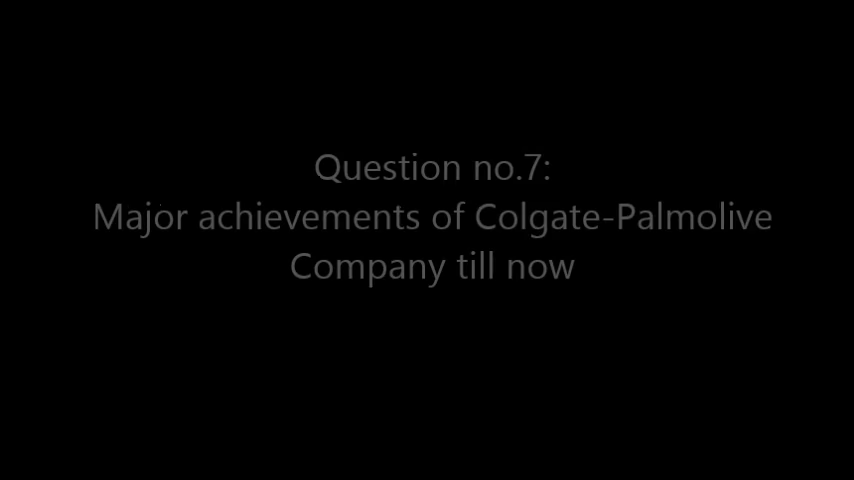 Question no.7:
Major achievements of Colgate-Palmolive
Company till now